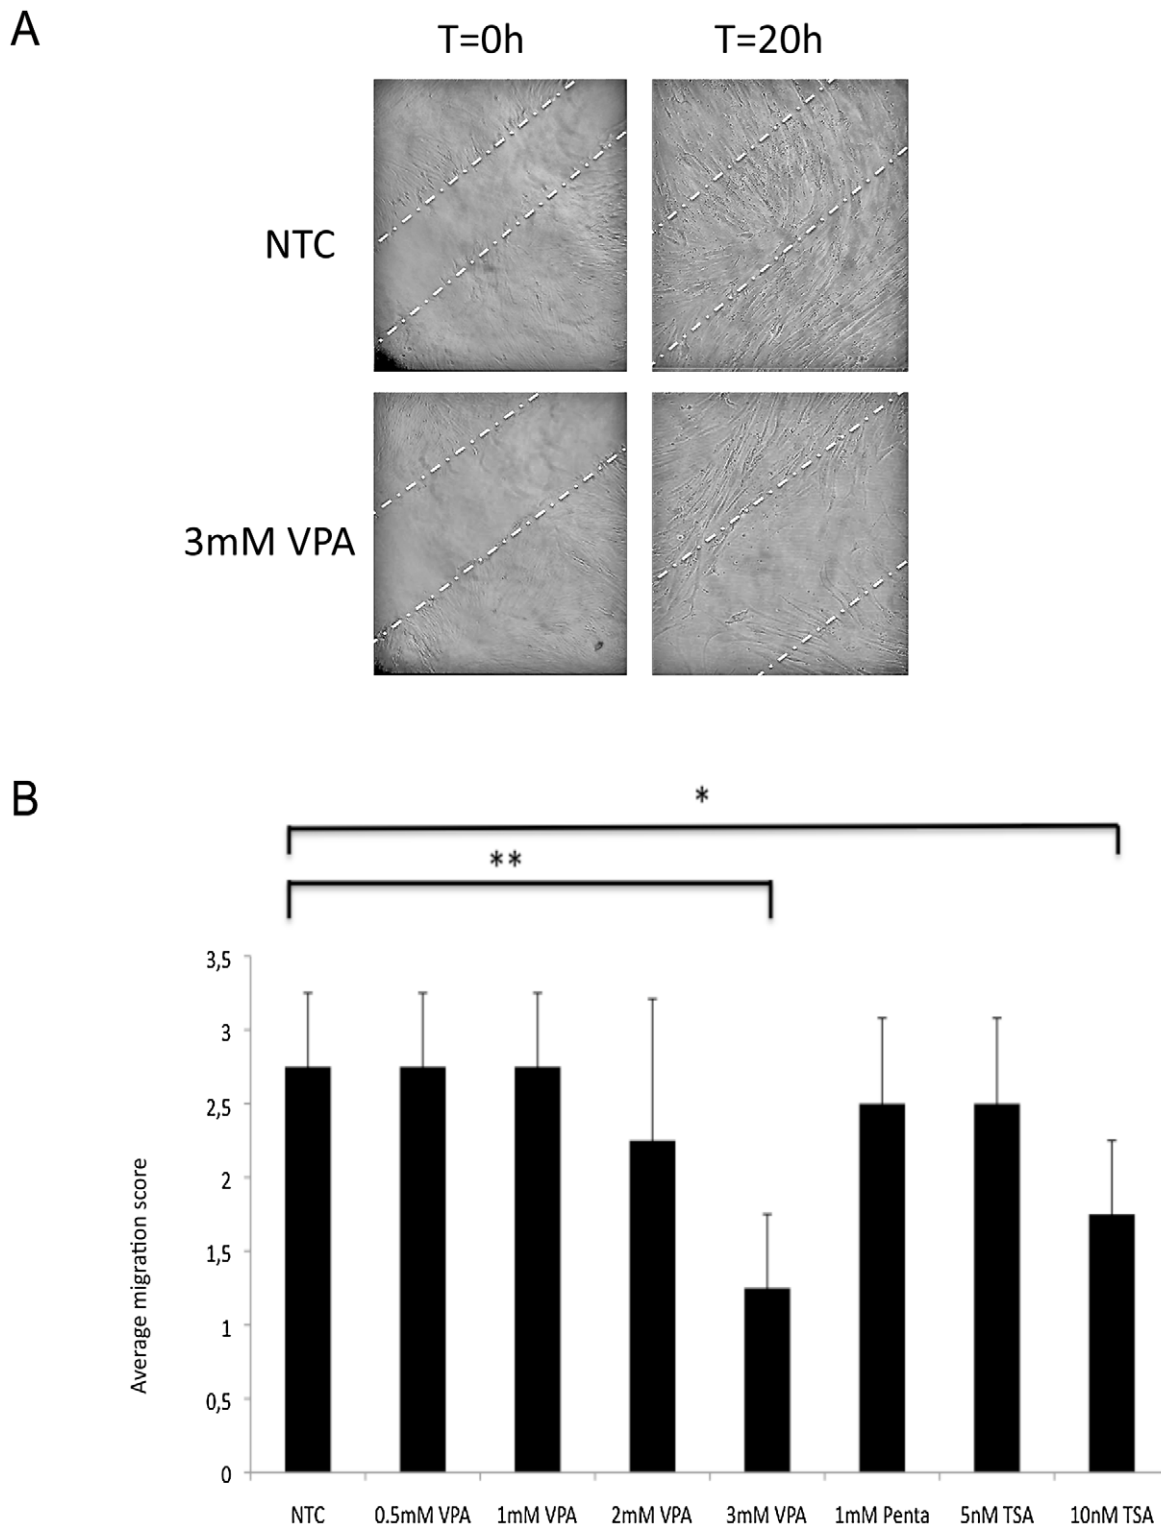 A
T=0h T=20h
NTC
3mM VPA
B
*
**
3,5
3
2,5
2
1,5
1
0,5
0
Average migration score
NTC 0.5mM VPA 1mM VPA 2mM VPA 3mM VPA 1mM Penta 5nM TSA 10nM TSA